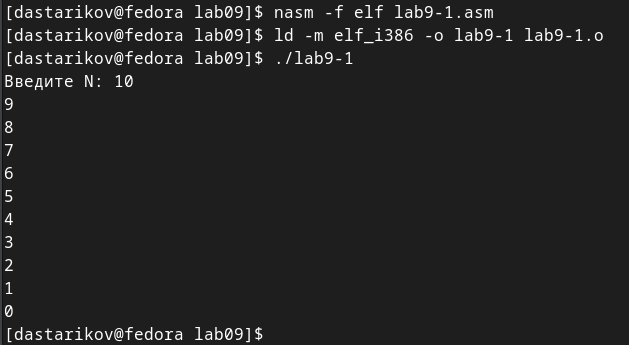 [dastarikov@fedora lab09]$ nasm -f elf lab9-1.asm
[dastarikov@fedora lab09]$ ld -m elf_i386 -o lab9-1 lab9-1.o
[dastarikov@fedora lab09]$ ./lab9-1
Введите N: 10
9
8
7
6
5
4
3
2
1
0
[dastarikov@fedora lab09]$